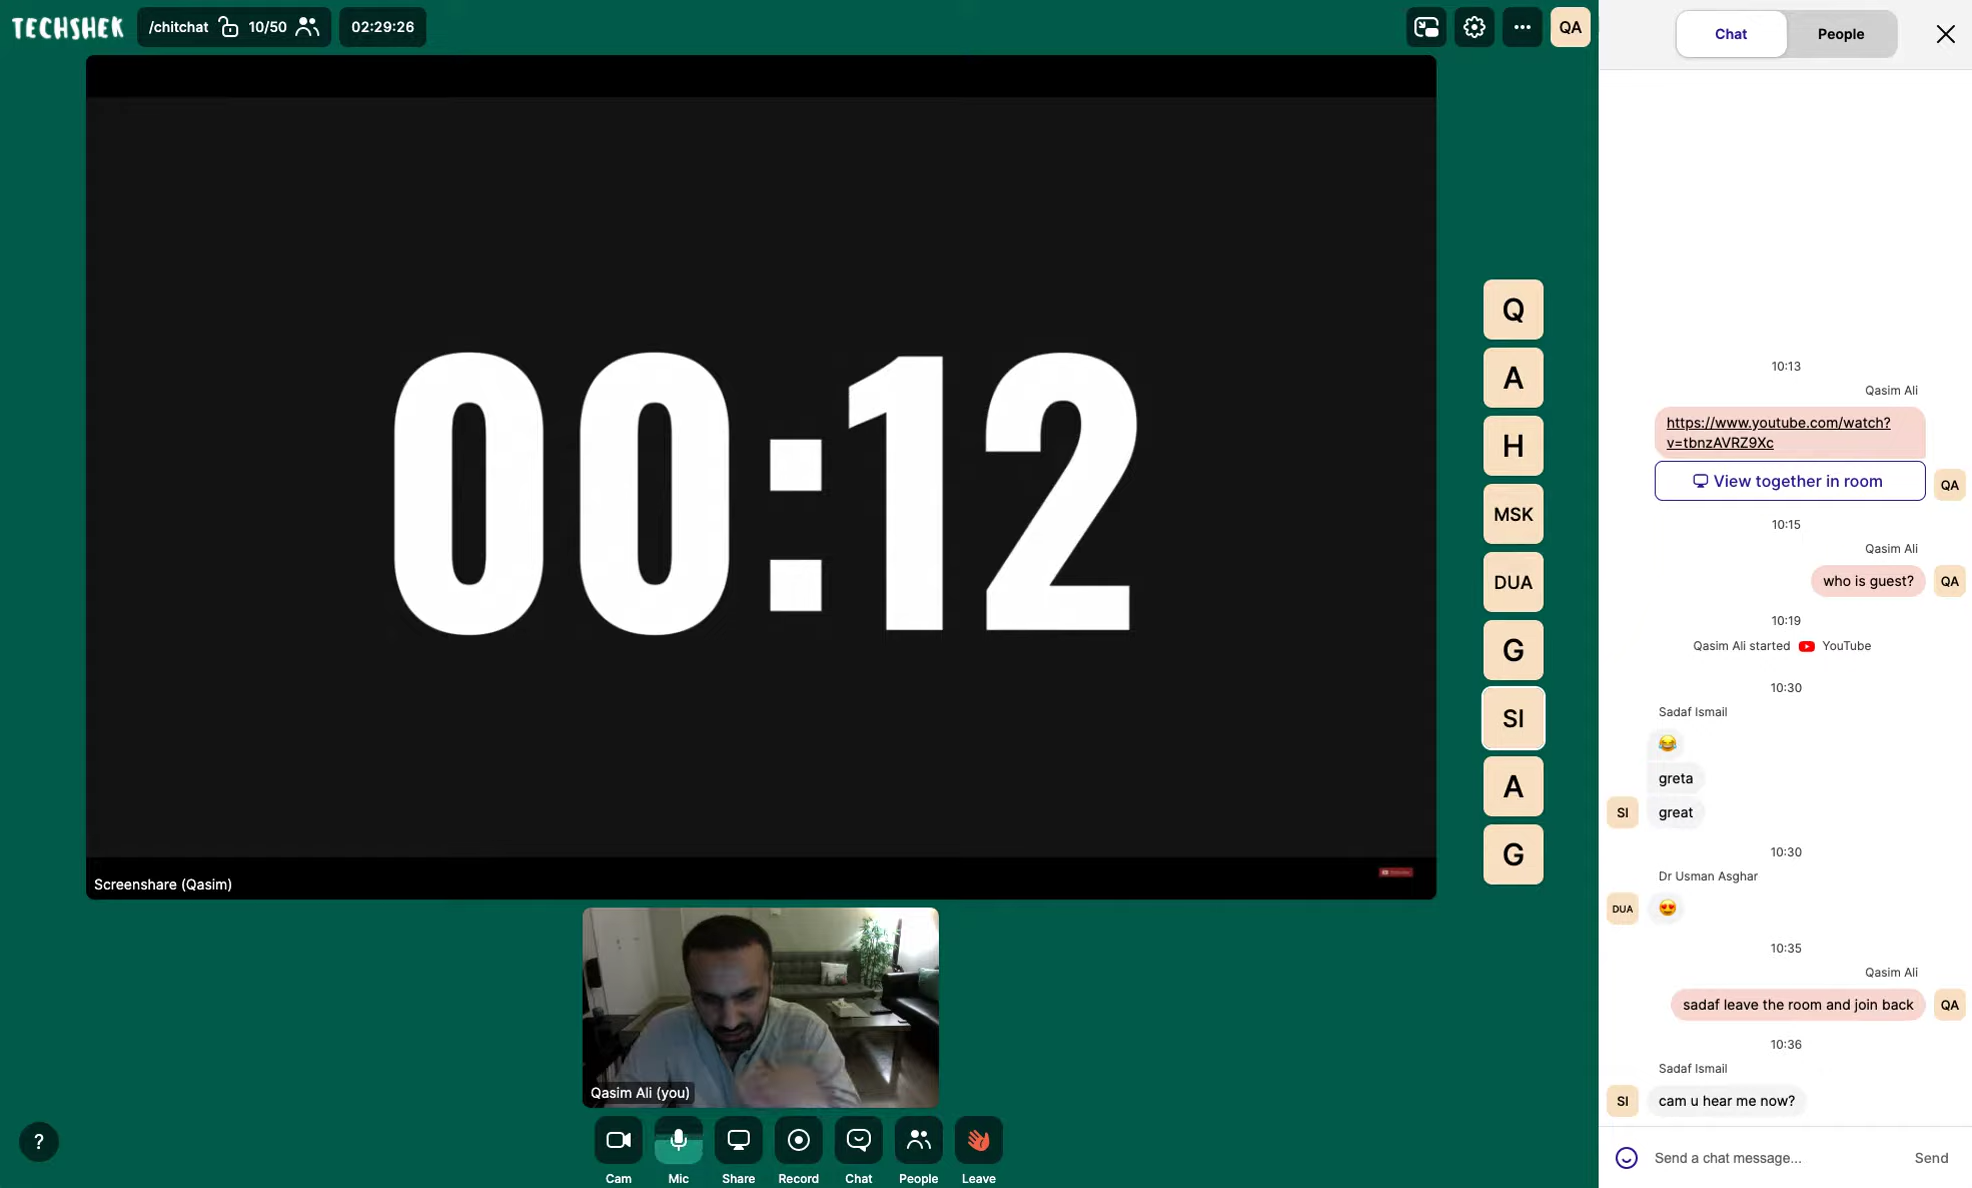 TECHSHEK
/chitchat 10/50
02:29:26
QA
Chat
People
00:12
Screenshare (Qasim)
Q
A
H
MSK
DUA
G
SI
A
G
Qasim Ali (you)
?
Cam
Mic
Share
Record
Chat
People
Leave
10:13
Qasim Ali
https://www.youtube.com/watch?
v=tbnzAVRZ9Xc
View together in room
QA
10:15
Qasim Ali
who is guest?
QA
10:19
Qasim Ali started YouTube
10:30
Sadaf Ismail
greta
great
SI
10:30
Dr Usman Asghar
DUA
10:35
Qasim Ali
sadaf leave the room and join back
QA
10:36
Sadaf Ismail
SI
cam u hear me now?
Send a chat message...
Send